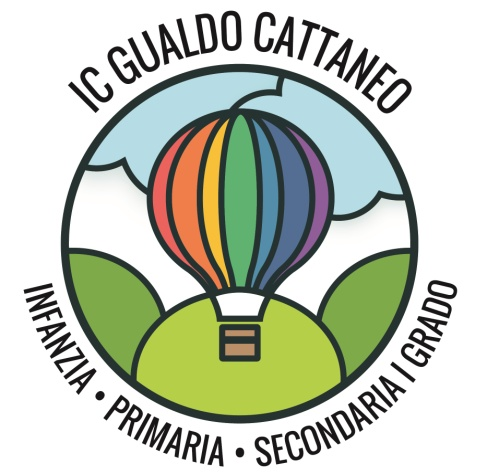 IC GUALDO CATTANEO
INFANZIA • PRIMARIA • SECONDARIA I GRADO